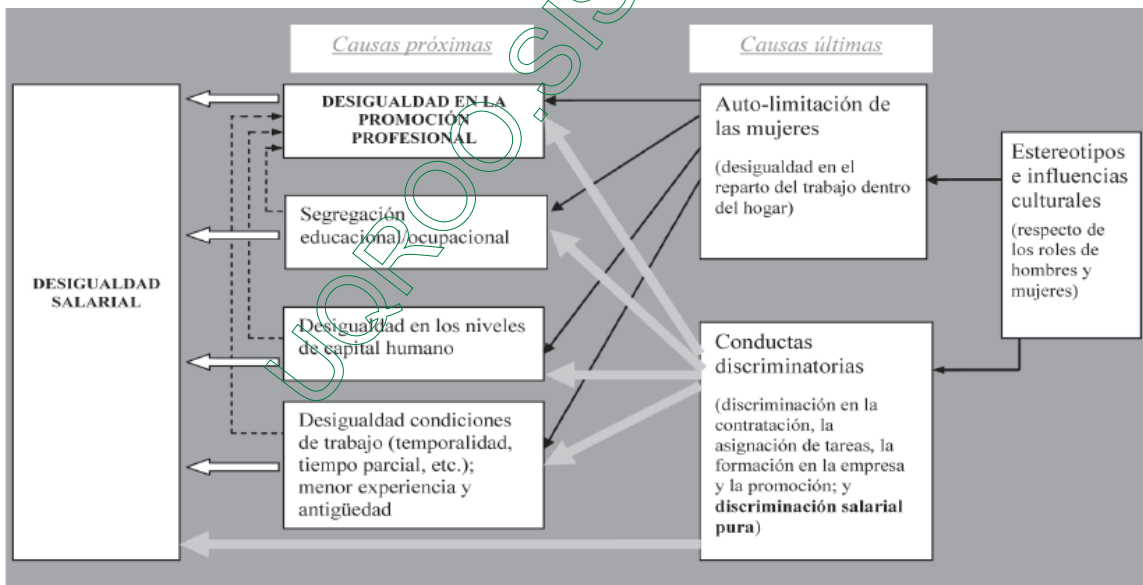 Causas próximas
Causas últimas
DESIGUALDAD
SALARIAL
DESIGUALDAD EN LA
PROMOCIÓN
PROFESIONAL
Segregación
educacional/ocupacional
Desigualdad en los niveles
de capital humano
Desigualdad condiciones
de trabajo (temporalidad,
tiempo parcial, etc.);
menor experiencia y
antigüedad
Auto-limitación de
las mujeres
(desigualdad en el
reparto del trabajo dentro
del hogar)
Conductas
discriminatorias
(discriminación en la
contratación, la
asignación de tareas, la
formación en la empresa
y la promoción; y
discriminación salarial
pura)
Estereotipos
e influencias
culturales
(respecto de
los roles de
hombres y
mujeres)
UQROO.SIS